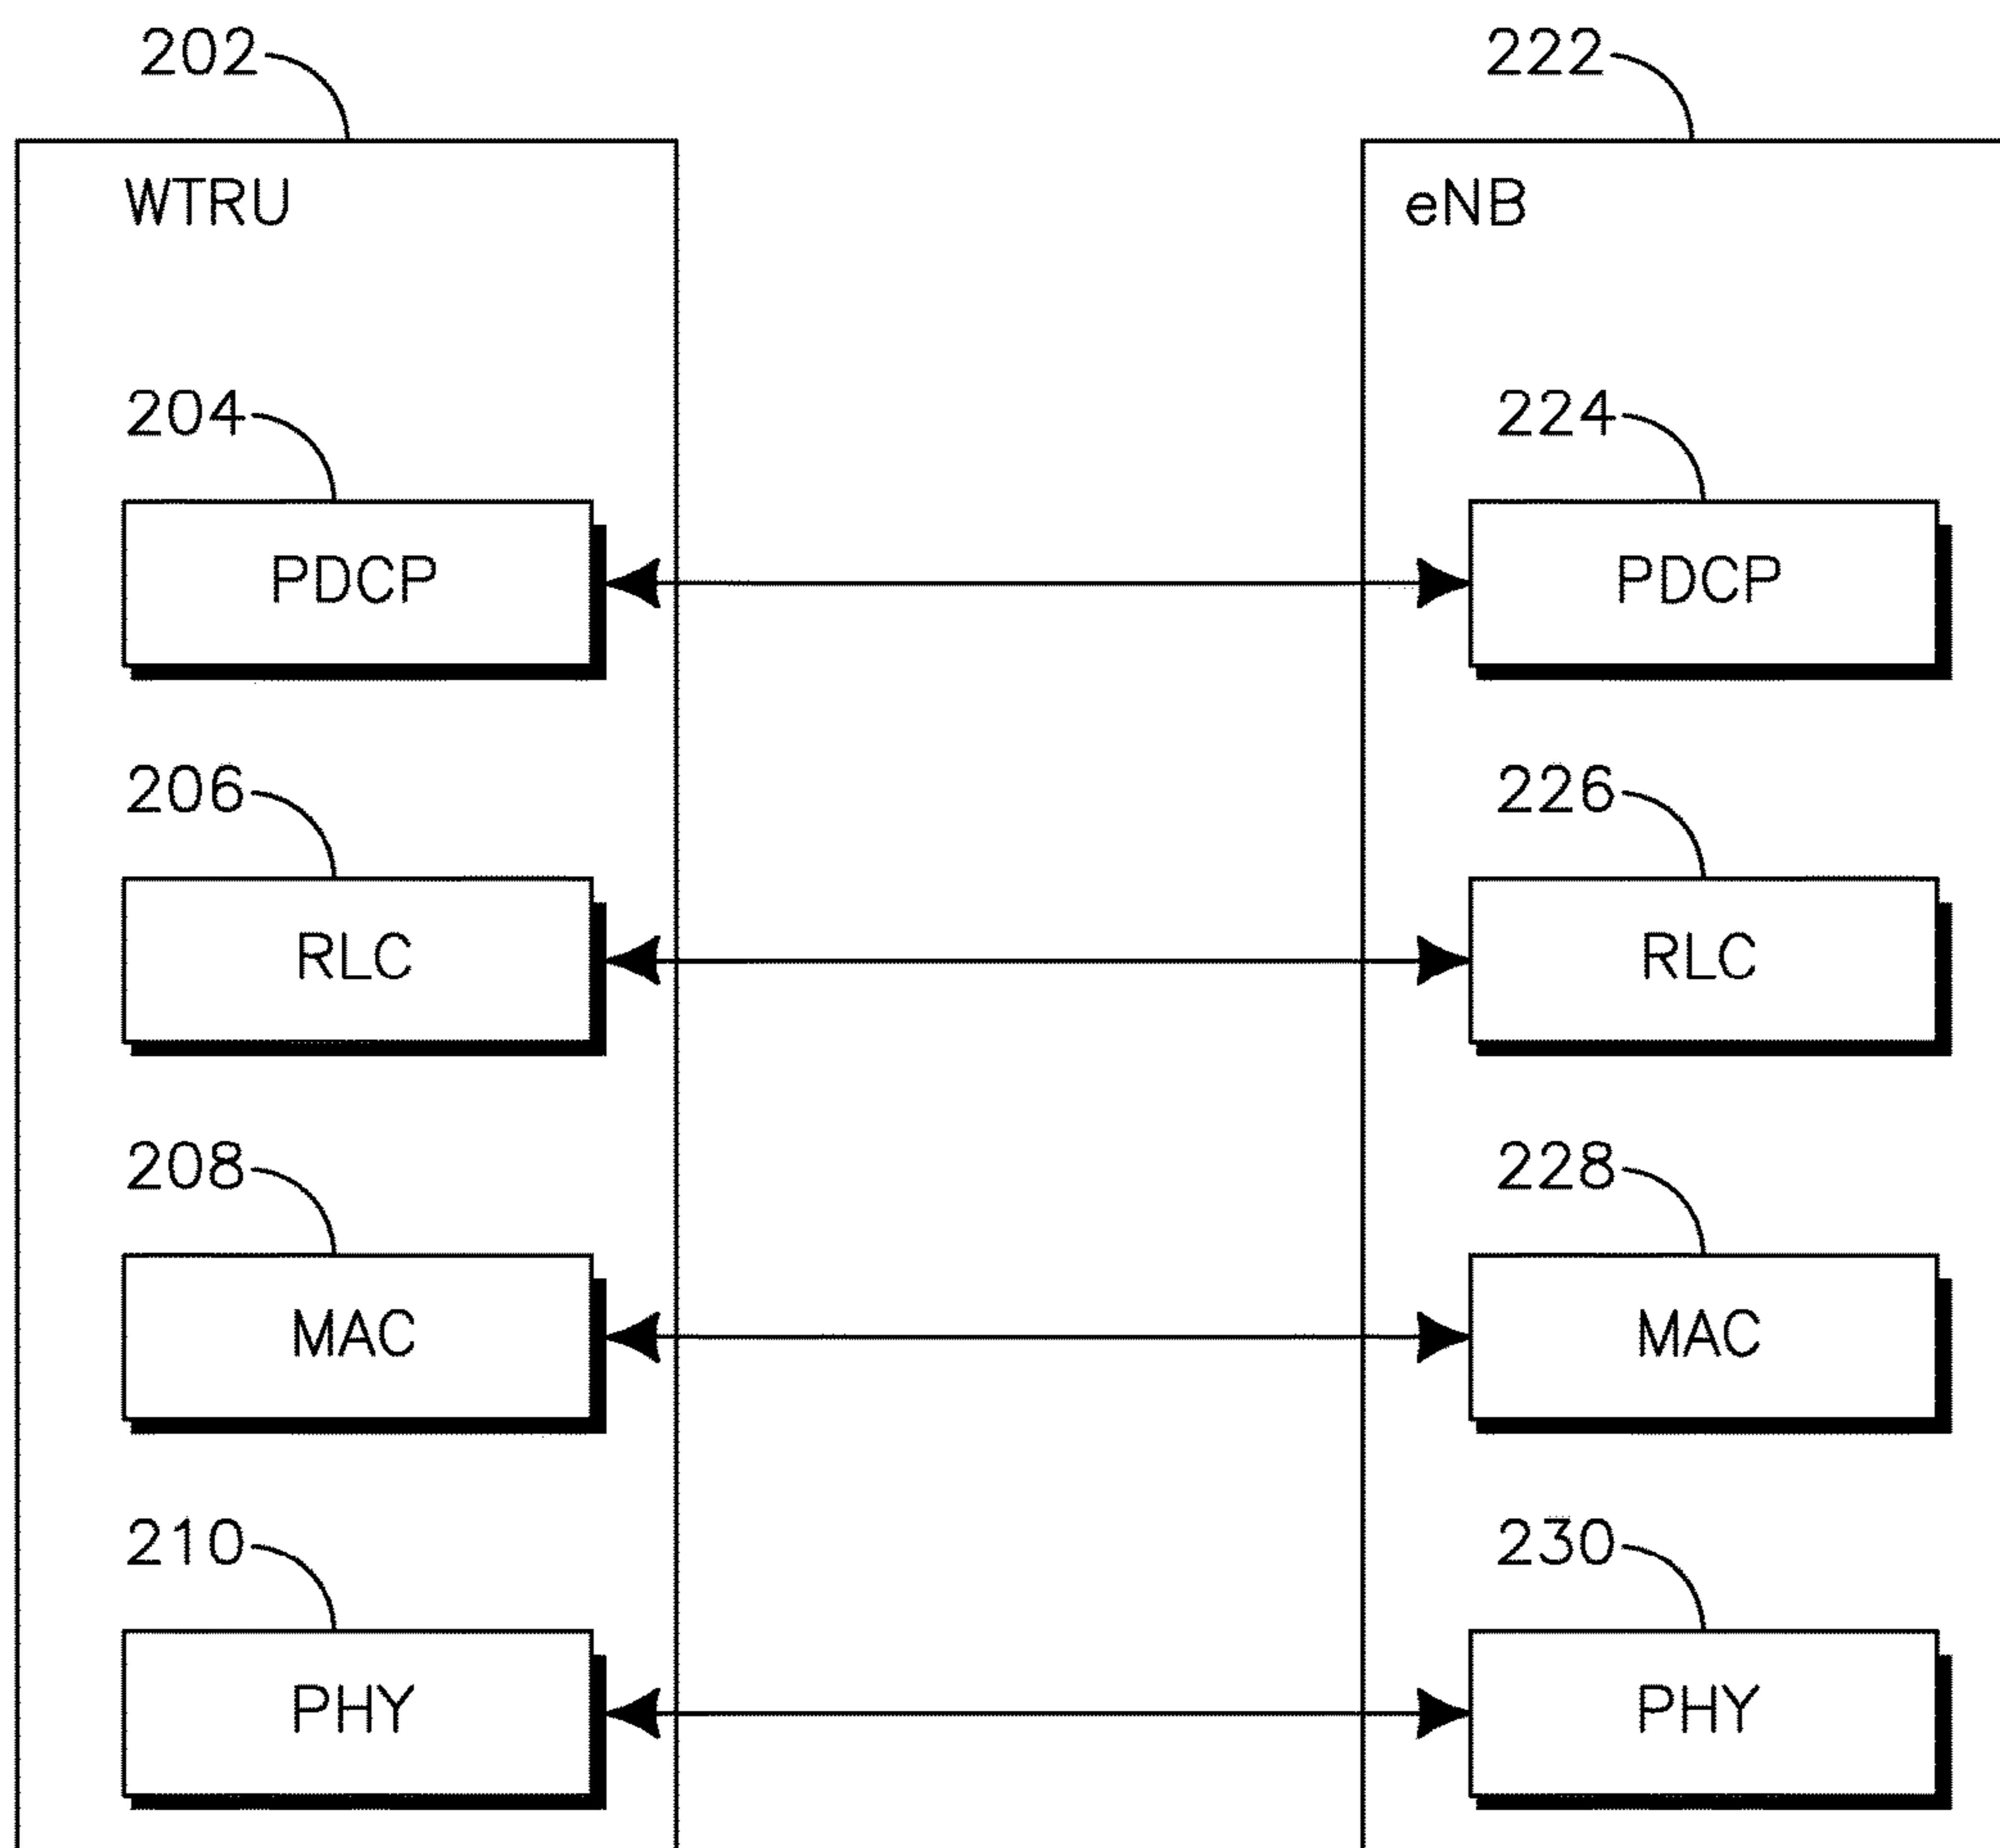 202
222
WTRU
eNB
204
224
PDCP
PDCP
206
226
RLC
RLC
208
228
MAC
MAC
210
230
PHY
PHY